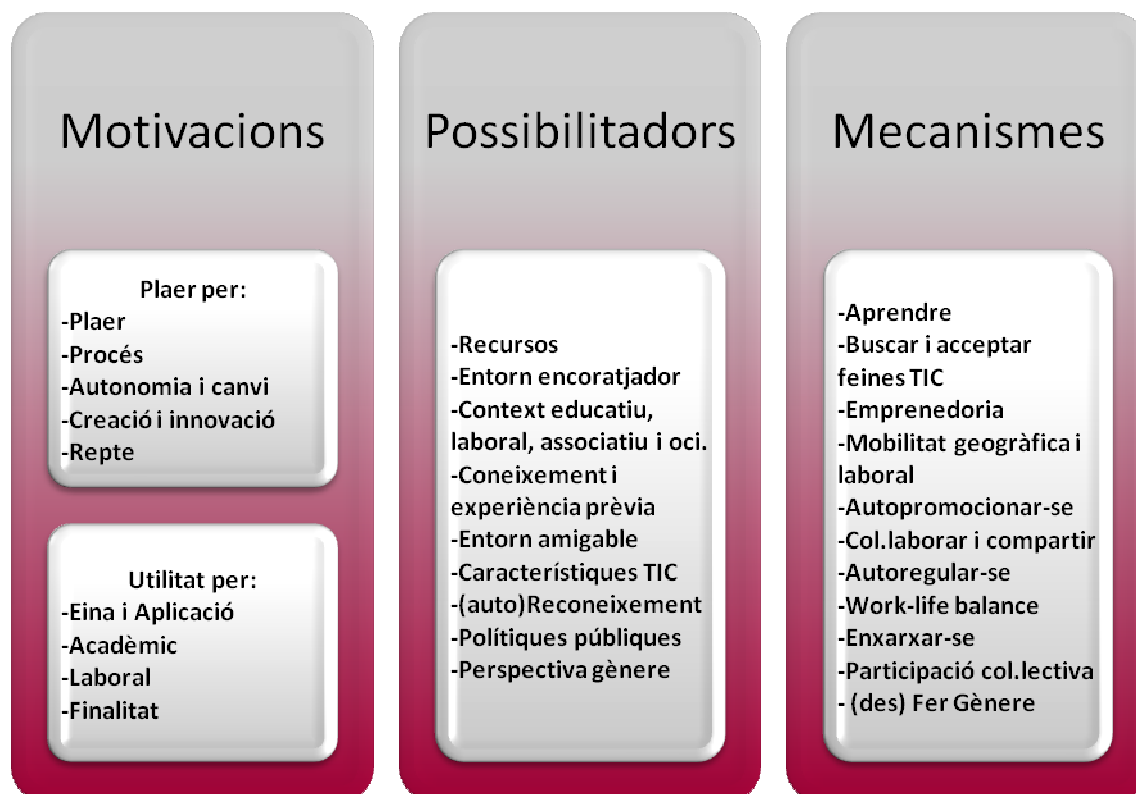 Motivacions
Plaer per:
-Plaer
-Procés
-Autonomia i canvi
-Creació i innovació
-Repte
Utilitat per:
-Eina i Aplicació
-Acadèmic
-Laboral
-Finalitat
Possibilitadors
-Recursos
-Entorn encoratjador
-Context educatiu,
laboral, associatiu i oci.
-Coneixement i
experiència prèvia
-Entorn amigable
-Característiques TIC
-(auto)Reconeixement
-Polítiques públiques
-Perspectiva gènere
Mecanismes
-Aprendre
-Buscar i acceptar
feines TIC
-Emprenedoria
-Mobilitat geogràfica i
laboral
-Autopromocionar-se
-Col.laborar i compartir
-Autoregular-se
-Work-life balance
-Enxarxar-se
-Participació col.lectiva
- (des) Fer Gènere